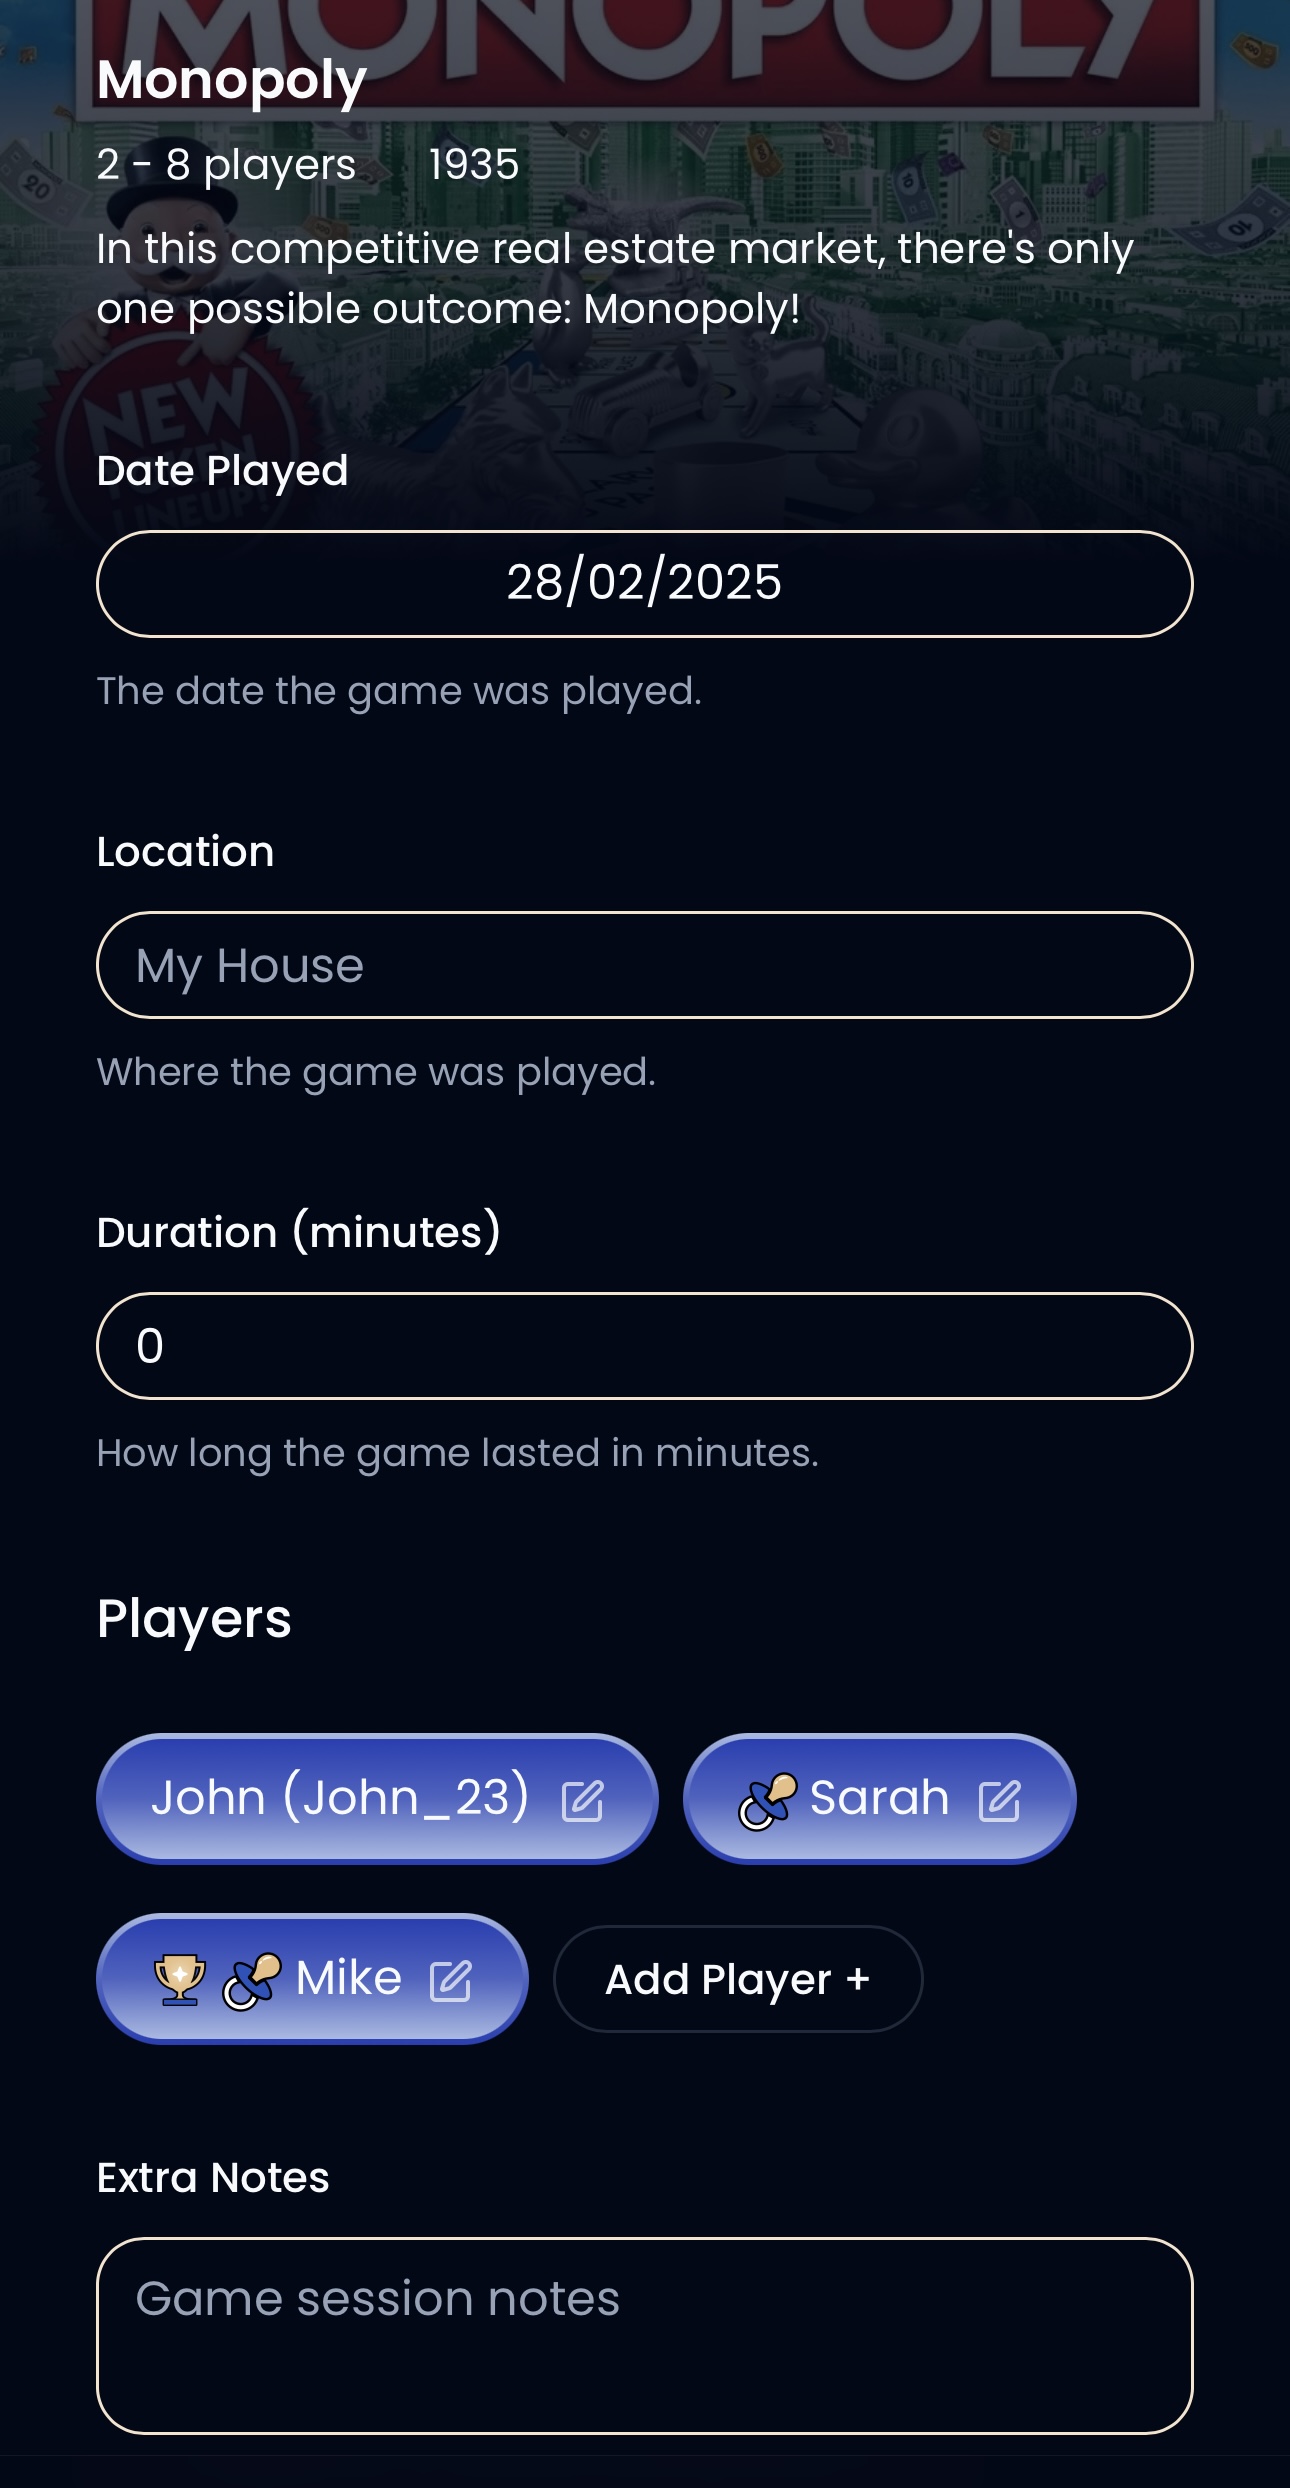 MONOPOLY
Monopoly
2 - 8 players 1935
In this competitive real estate market, there's only
one possible outcome: Monopoly!
NEW
TOKEN
LINEUP!
Date Played
28/02/2025
The date the game was played.
Location
My House
Where the game was played.
Duration (minutes)
0
How long the game lasted in minutes.
Players
John (John_23)
Sarah
Mike
Add Player +
Extra Notes
Game session notes